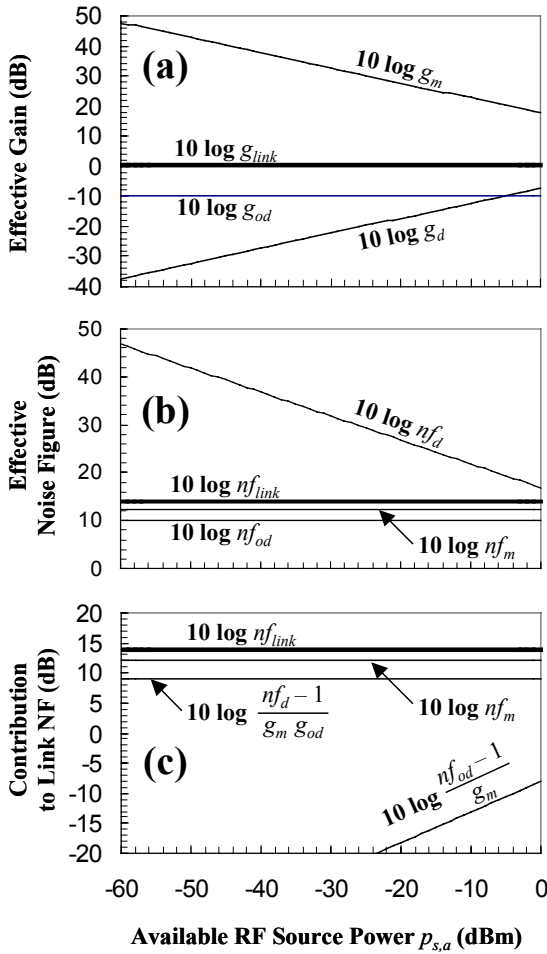 50
40
30
20
10
0
-10
-20
-30
-40
Effective Gain (dB)
(a)
10 log g_m
10 log g_link
10 log g_od
10 log g_d
50
40
30
20
10
0
Effective
Noise Figure (dB)
(b)
10 log nf_d
10 log nf_link
10 log nf_od
10 log nf_m
20
15
10
5
0
-5
-10
-15
-20
Contribution
to Link NF (dB)
10 log nf_link
10 log (nf_d – 1) / (g_m g_od)
10 log nf_m
(c)
10 log (nf_od – 1) / g_m
-60 -50 -40 -30 -20 -10 0
Available RF Source Power p_s,a (dBm)